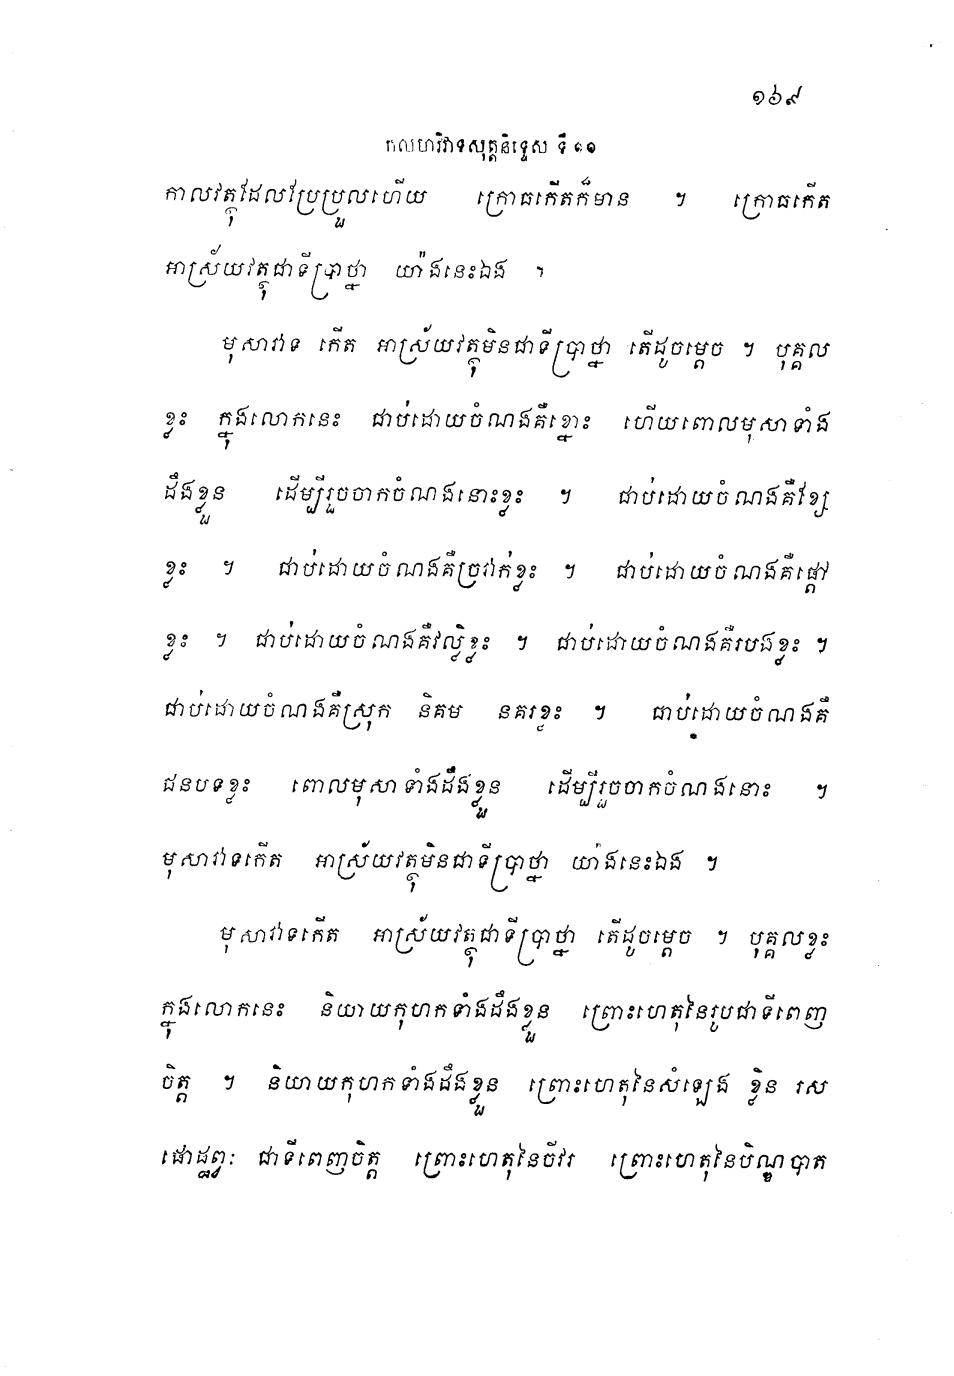 ១៦៩
កលហវិវាទសុត្តនិទ្ទេស ទី១១
កាលវត្ថុដែលប្រែប្រួលហើយ ក្រោធកើតក៏មាន ។ ក្រោធកើត
អាស្រ័យវត្ថុជាទីប្រាថ្នា យ៉ាងនេះឯង ។
មុសាវាទ កើត អាស្រ័យវត្ថុមិនជាទីប្រាថ្នា តើដូចម្តេច ។ បុគ្គល
ខ្លះ ក្នុងលោកនេះ ជាប់ដោយចំណងគឺខ្នោះ ហើយពោលមុសាទាំង
ដឹងខ្លួន ដើម្បីរួចចាកចំណងនោះខ្លះ ។ ជាប់ដោយចំណងគឺខ្សែ
ខ្លះ ។ ជាប់ដោយចំណងគឺច្រវាក់ខ្លះ ។ ជាប់ដោយចំណងគឺផ្តៅ
ខ្លះ ។ ជាប់ដោយចំណងគឺវល្លិ៍ខ្លះ ។ ជាប់ដោយចំណងគឺរបងខ្លះ ។
ជាប់ដោយចំណងគឺស្រុក និគម នគរខ្លះ ។ ជាប់ដោយចំណងគឺ
ជនបទខ្លះ ពោលមុសាទាំងដឹងខ្លួន ដើម្បីរួចចាកចំណងនោះ ។
មុសាវាទកើត អាស្រ័យវត្ថុមិនជាទីប្រាថ្នា យ៉ាងនេះឯង ។
មុសាវាទកើត អាស្រ័យវត្ថុជាទីប្រាថ្នា តើដូចម្តេច ។ បុគ្គលខ្លះ
ក្នុងលោកនេះ និយាយកុហកទាំងដឹងខ្លួន ព្រោះហេតុនៃរូបជាទីពេញ
ចិត្ត ។ និយាយកុហកទាំងដឹងខ្លួន ព្រោះហេតុនៃសំឡេង ខ្លិន រស
ផោដ្ឋព្វៈ ជាទីពេញចិត្ត ព្រោះហេតុនៃចីវរ ព្រោះហេតុនៃបិណ្ឌបាត